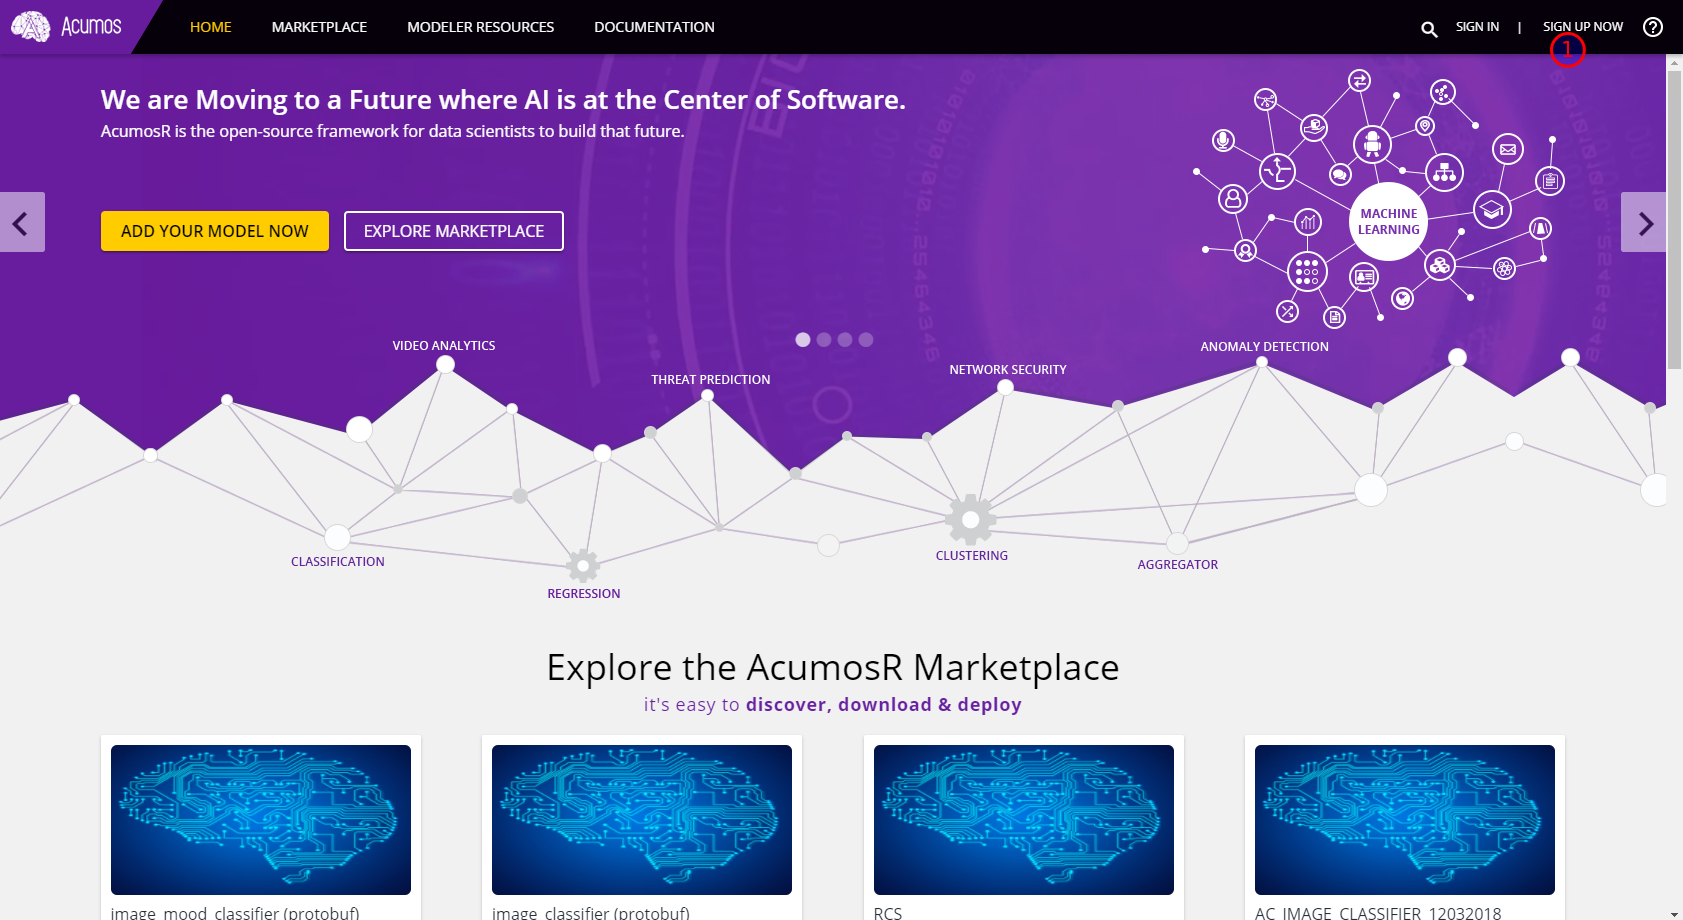 Acumos
HOME
MARKETPLACE
MODELER RESOURCES
DOCUMENTATION
SIGN IN
|
SIGN UP NOW
1
We are Moving to a Future where AI is at the Center of Software.
AcumosR is the open-source framework for data scientists to build that future.
ADD YOUR MODEL NOW
EXPLORE MARKETPLACE
MACHINE
LEARNING
VIDEO ANALYTICS
THREAT PREDICTION
NETWORK SECURITY
ANOMALY DETECTION
CLASSIFICATION
REGRESSION
CLUSTERING
AGGREGATOR
Explore the AcumosR Marketplace
it's easy to discover, download & deploy
image_mood_classifier (protobuf)
image_classifier (protobuf)
RCS
AC_IMAGE_CLASSIFIER_12032018